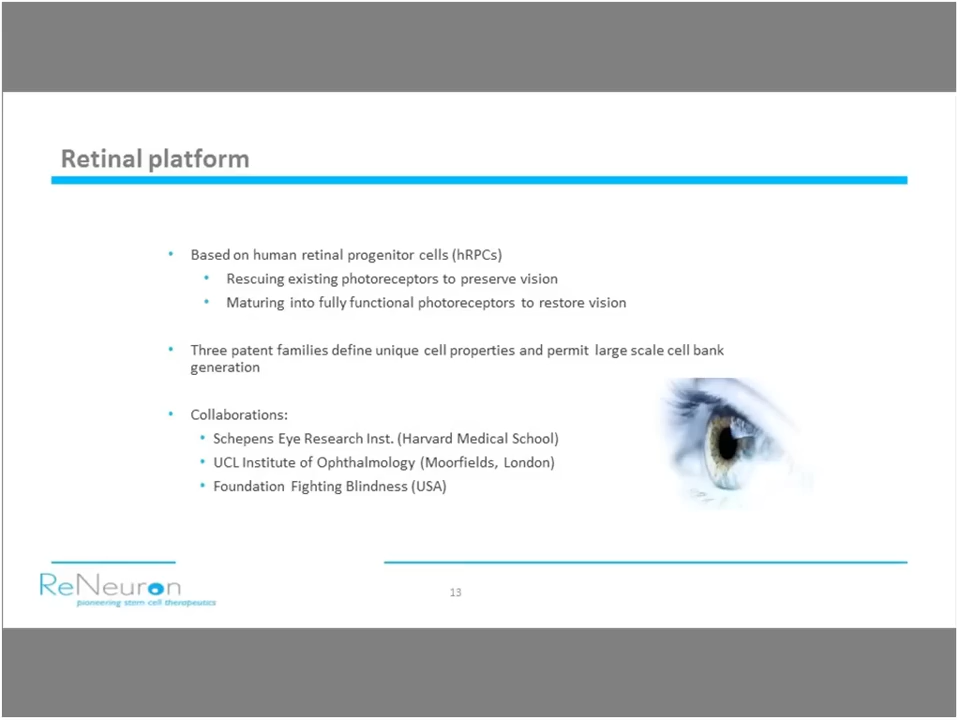 Retinal platform
• Based on human retinal progenitor cells (hRPCs)
• Rescuing existing photoreceptors to preserve vision
• Maturing into fully functional photoreceptors to restore vision
• Three patent families define unique cell properties and permit large scale cell bank
generation
• Collaborations:
• Schepens Eye Research Inst. (Harvard Medical School)
• UCL Institute of Ophthalmology (Moorfields, London)
• Foundation Fighting Blindness (USA)
ReNeuron
pioneering stem cell therapeutics
13